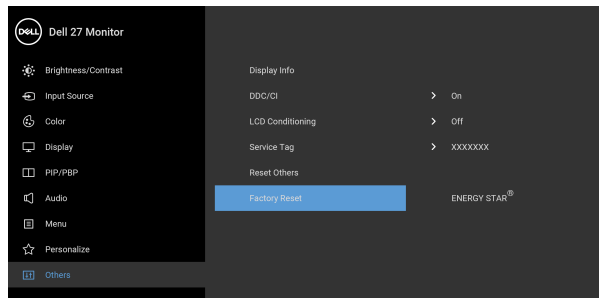 DELL Dell 27 Monitor
Brightness/Contrast
Input Source
Color
Display
PIP/PBP
Audio
Menu
Personalize
Others
Display Info
DDC/CI On
LCD Conditioning Off
Service Tag XXXXXXX
Reset Others
Factory Reset ENERGY STAR®